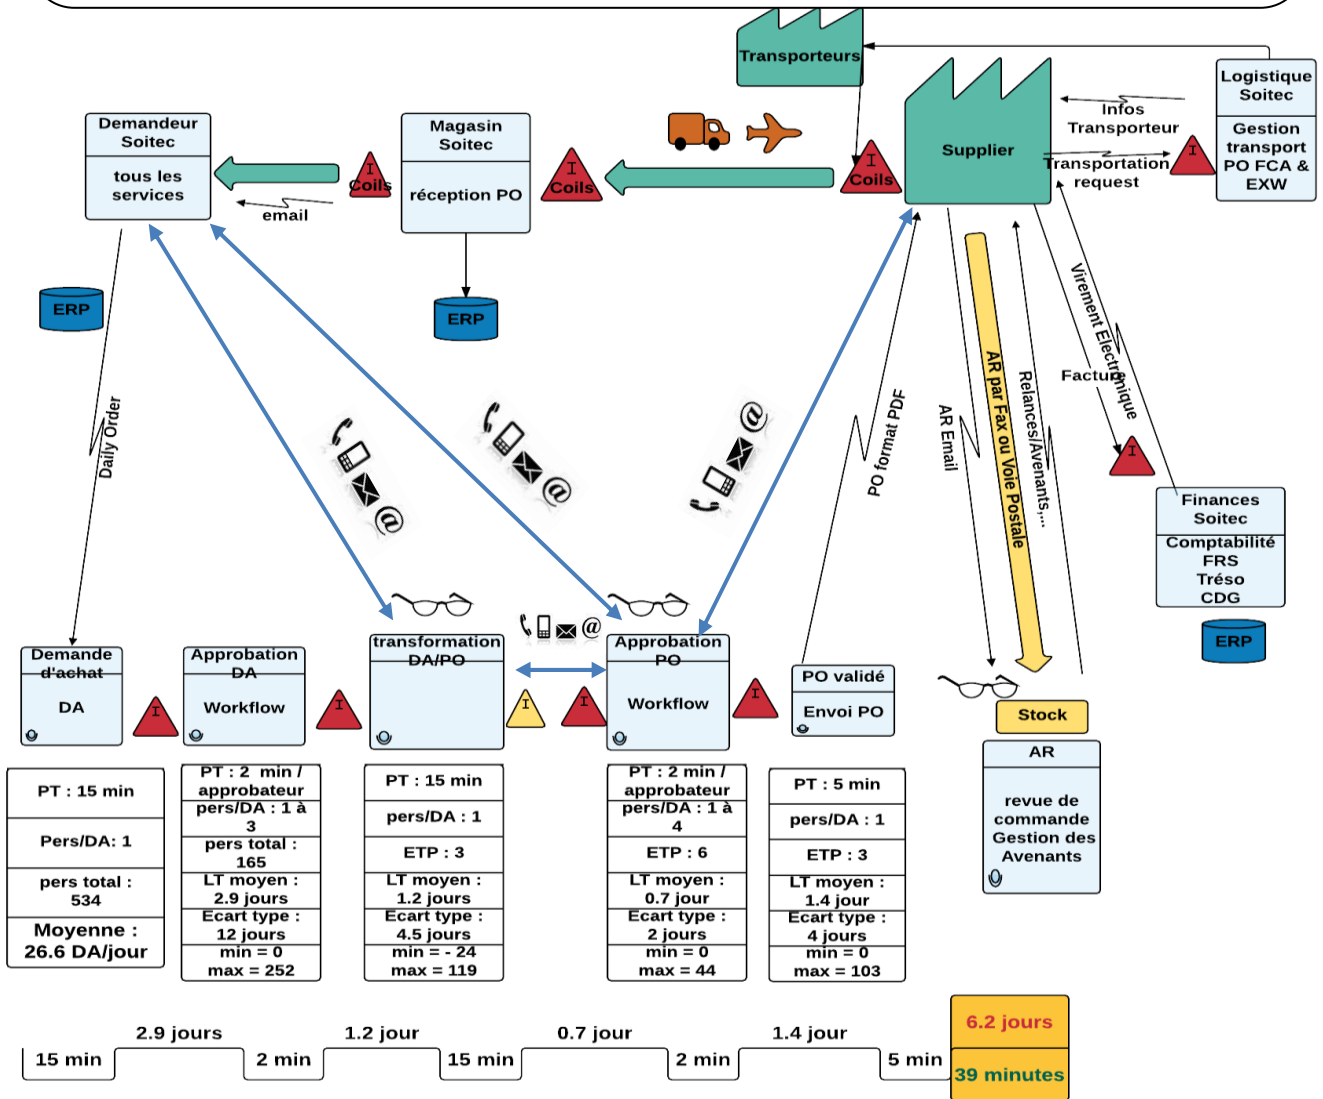 Transporteurs
Logistique
Soitec
Gestion
transport
PO FCA &
EXW
Infos
Transporteur
Transportation
request
I
Supplier
I
Coils
I
Coils
Magasin
Soitec
réception PO
I
Coils
email
Demandeur
Soitec
tous les
services
ERP
ERP
Daily Order
@
@
@
@
PO format PDF
AR Email
AR par Fax ou Voie Postale
Relances/Avenants,...
Virement Electronique
Facture
I
Finances
Soitec
Comptabilité
FRS
Tréso
CDG
ERP
Demande
d'achat
DA
I
Approbation
DA
Workflow
I
transformation
DA/PO
I
I
Approbation
PO
Workflow
I
PO validé
Envoi PO
Stock
AR
revue de
commande
Gestion des
Avenants
PT : 15 min
Pers/DA: 1
pers total :
534
Moyenne :
26.6 DA/jour
PT : 2 min /
approbateur
pers/DA : 1 à
3
pers total :
165
LT moyen :
2.9 jours
Ecart type :
12 jours
min = 0
max = 252
PT : 15 min
pers/DA : 1
ETP : 3
LT moyen :
1.2 jours
Ecart type :
4.5 jours
min = - 24
max = 119
PT : 2 min /
approbateur
pers/DA : 1 à
4
ETP : 6
LT moyen :
0.7 jour
Ecart type :
2 jours
min = 0
max = 44
PT : 5 min
pers/DA : 1
ETP : 3
LT moyen :
1.4 jour
Ecart type :
4 jours
min = 0
max = 103
15 min
2.9 jours
2 min
1.2 jour
15 min
0.7 jour
2 min
1.4 jour
5 min
6.2 jours
39 minutes